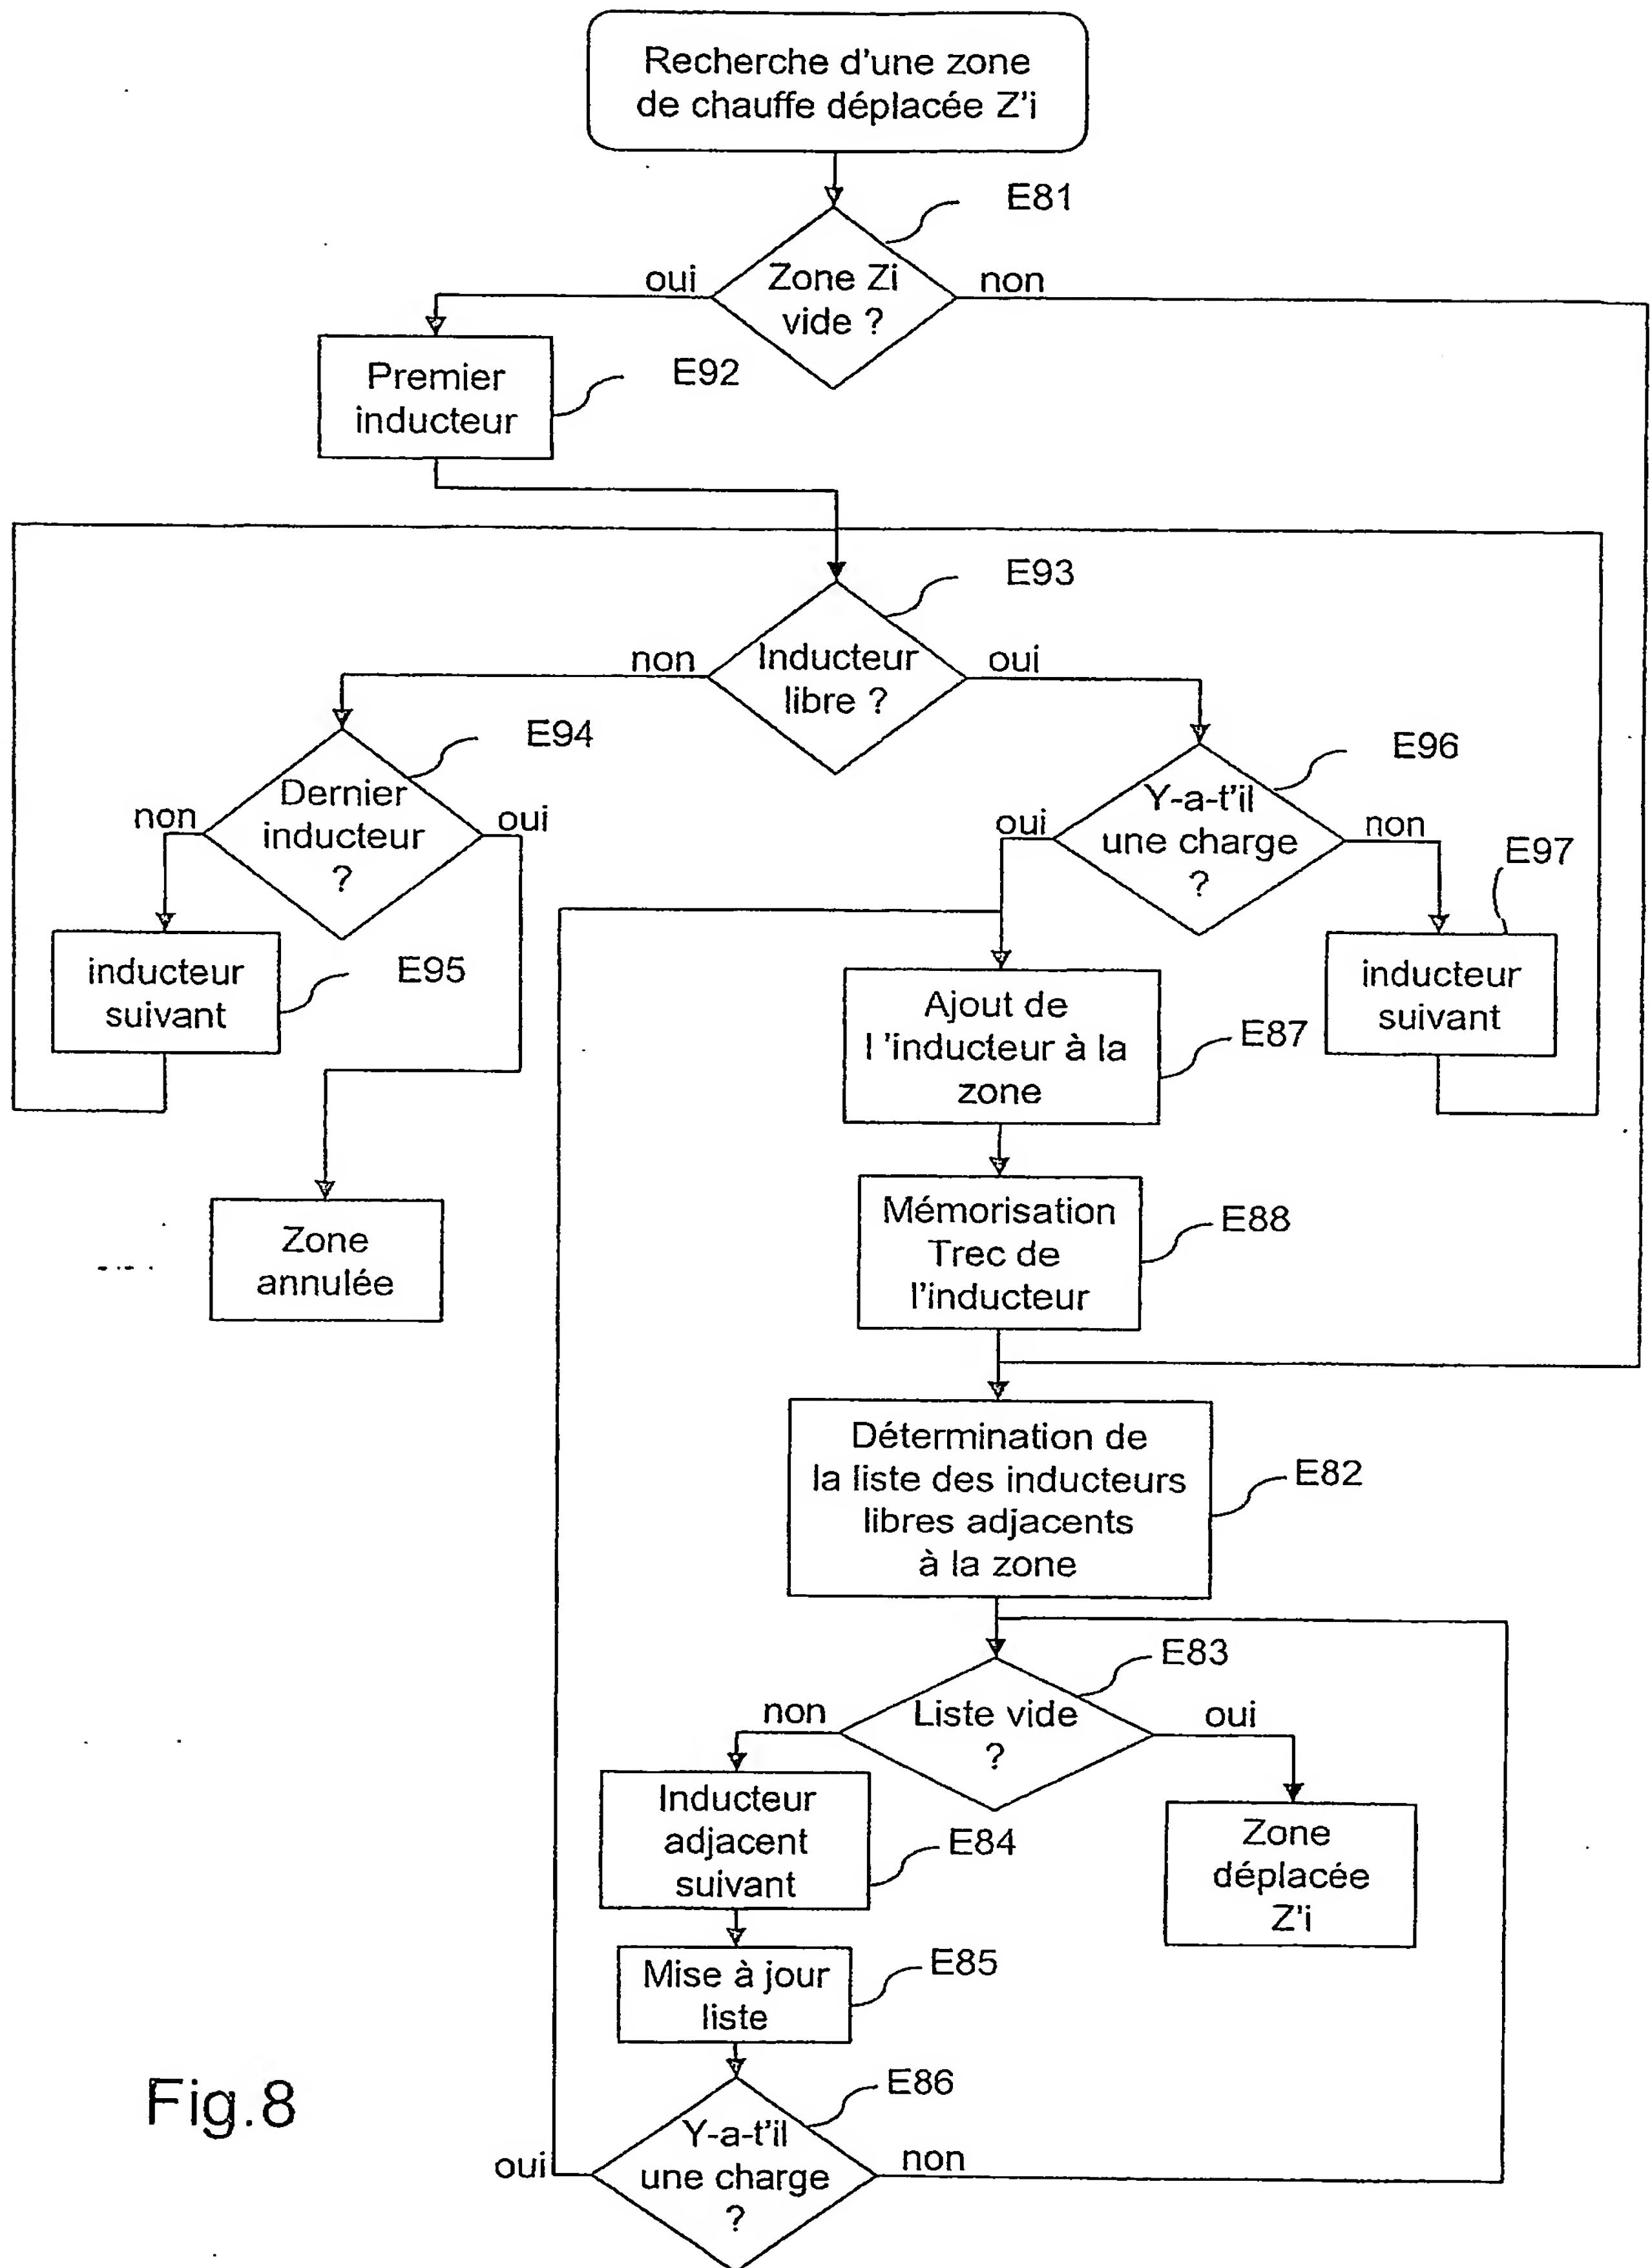 Recherche d'une zone
de chauffe déplacée Z'i
E81
oui
Zone Zi
vide ?
non
Premier
inducteur
E92
E93
non
Inducteur
libre ?
oui
E94
Dernier
inducteur
?
non
oui
E96
Y-a-t'il
une charge
?
oui
non
E97
inducteur
suivant
E95
inducteur
suivant
Ajout de
l 'inducteur à la
zone
E87
Mémorisation
Trec de
l'inducteur
E88
Zone
annulée
Détermination de
la liste des inducteurs
libres adjacents
à la zone
E82
E83
non
Liste vide
?
oui
Inducteur
adjacent
suivant
E84
Zone
déplacée
Z'i
Mise à jour
liste
E85
E86
Y-a-t'il
une charge
?
oui
non
Fig.8